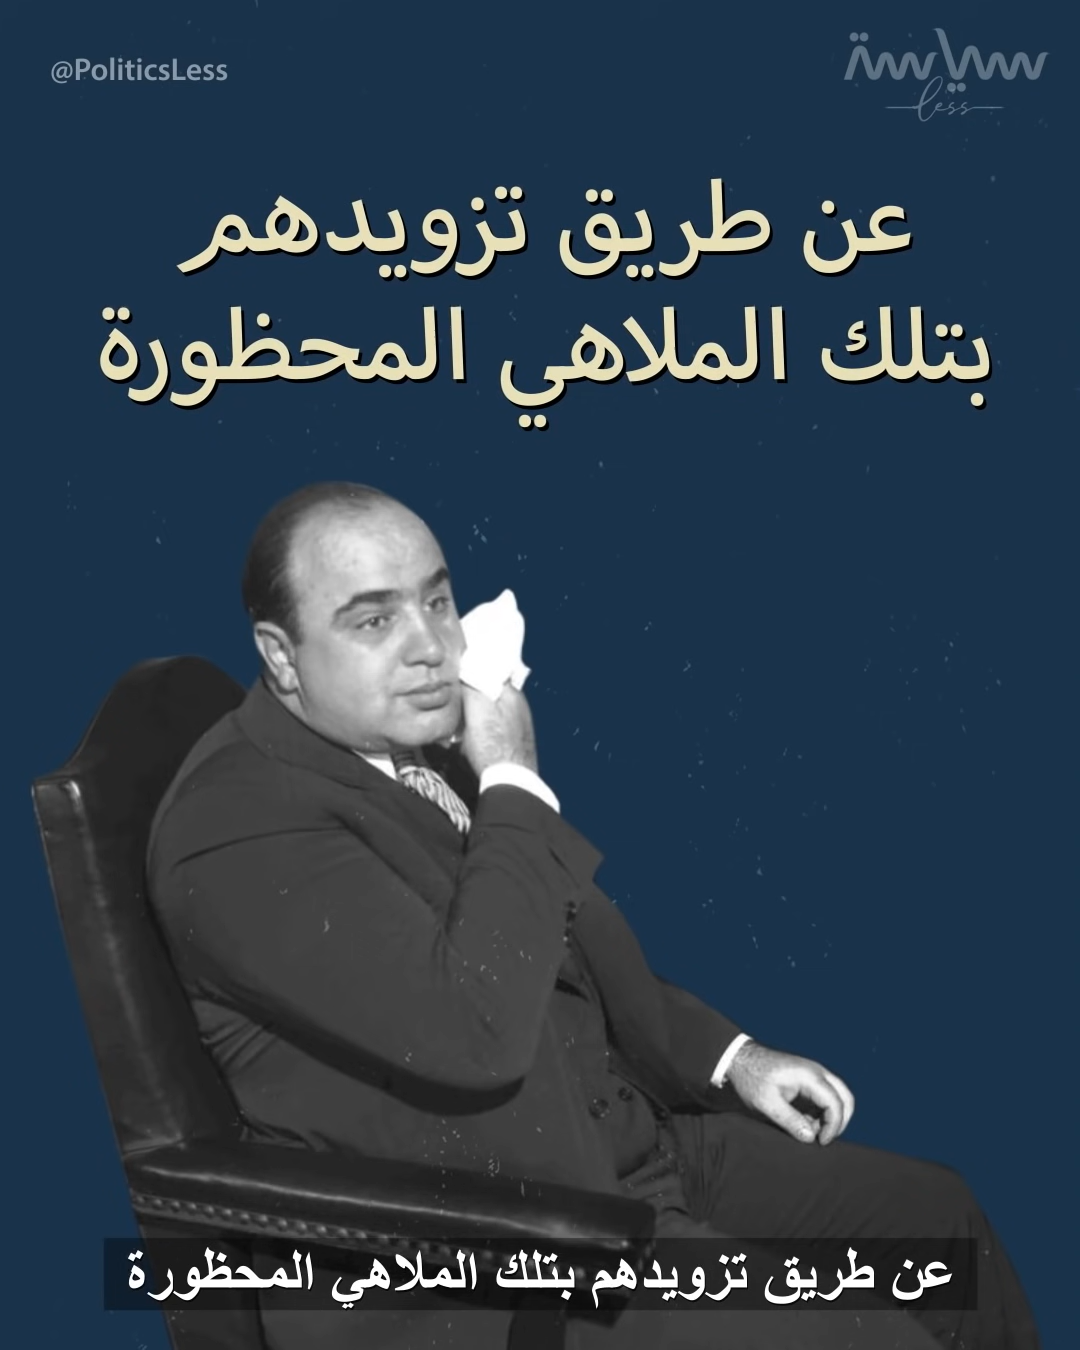 @PoliticsLess
سياسة
less
عن طريق تزويدهم
بتلك الملاهي المحظورة
عن طريق تزويدهم بتلك الملاهي المحظورة